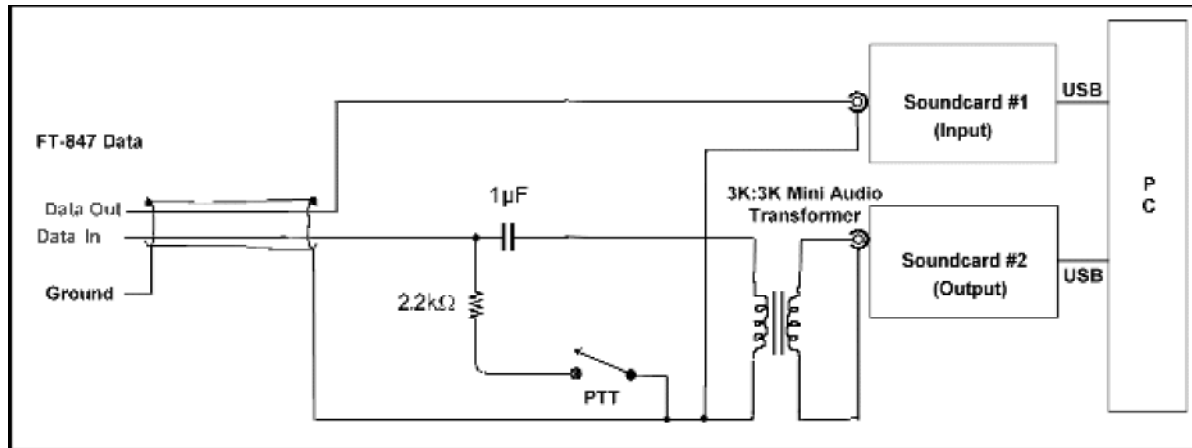 Soundcard #1
(Input)
USB
FT-847 Data
Data Out
Data In
Ground
1µF
3K:3K Mini Audio
Transformer
2.2kΩ
PTT
Soundcard #2
(Output)
USB
P
C